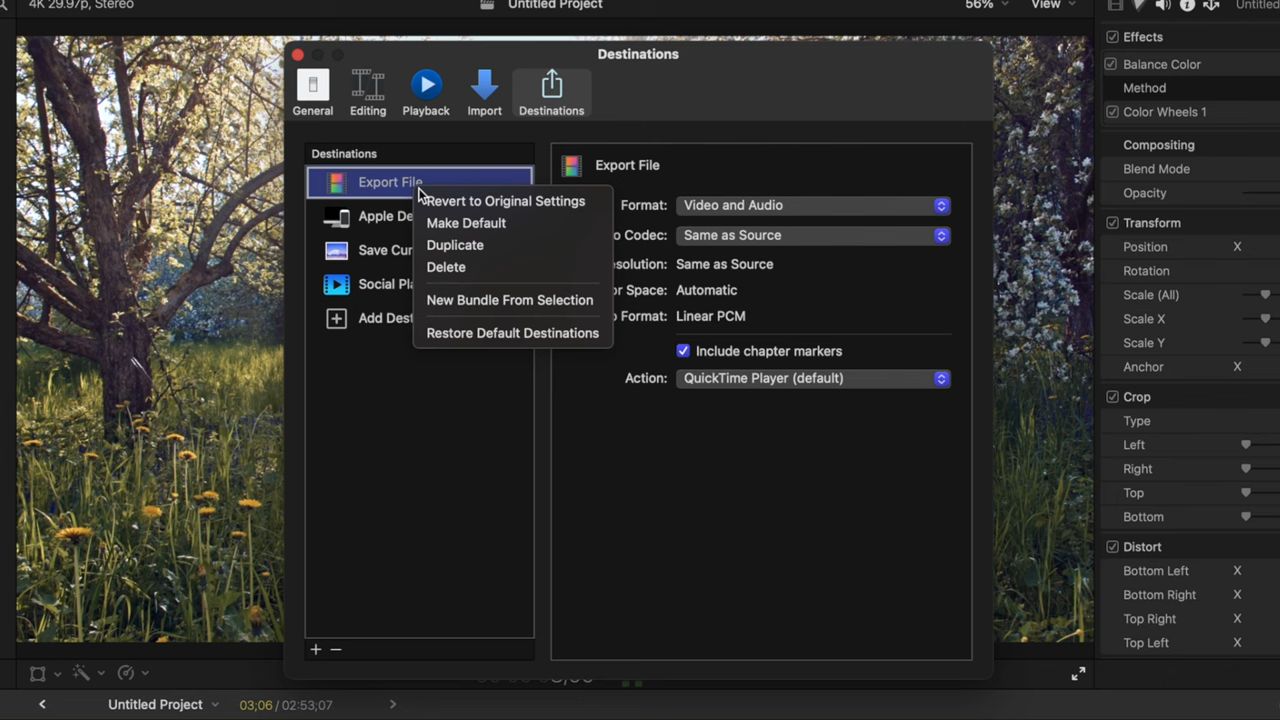 4K 29.97p, Stereo
Untitled Project
56%
View
Untitled
Destinations
General
Editing
Playback
Import
Destinations
Destinations
Export File
Apple De
Save Cur
Social Pla
Add Dest
Revert to Original Settings
Make Default
Duplicate
Delete
New Bundle From Selection
Restore Default Destinations
Export File
Format: Video and Audio
o Codec: Same as Source
solution: Same as Source
or Space: Automatic
o Format: Linear PCM
Include chapter markers
Action: QuickTime Player (default)
Effects
Balance Color
Method
Color Wheels 1
Compositing
Blend Mode
Opacity
Transform
Position X
Rotation
Scale (All)
Scale X
Scale Y
Anchor X
Crop
Type
Left
Right
Top
Bottom
Distort
Bottom Left X
Bottom Right X
Top Right X
Top Left X
Untitled Project
03;06 / 02:53;07